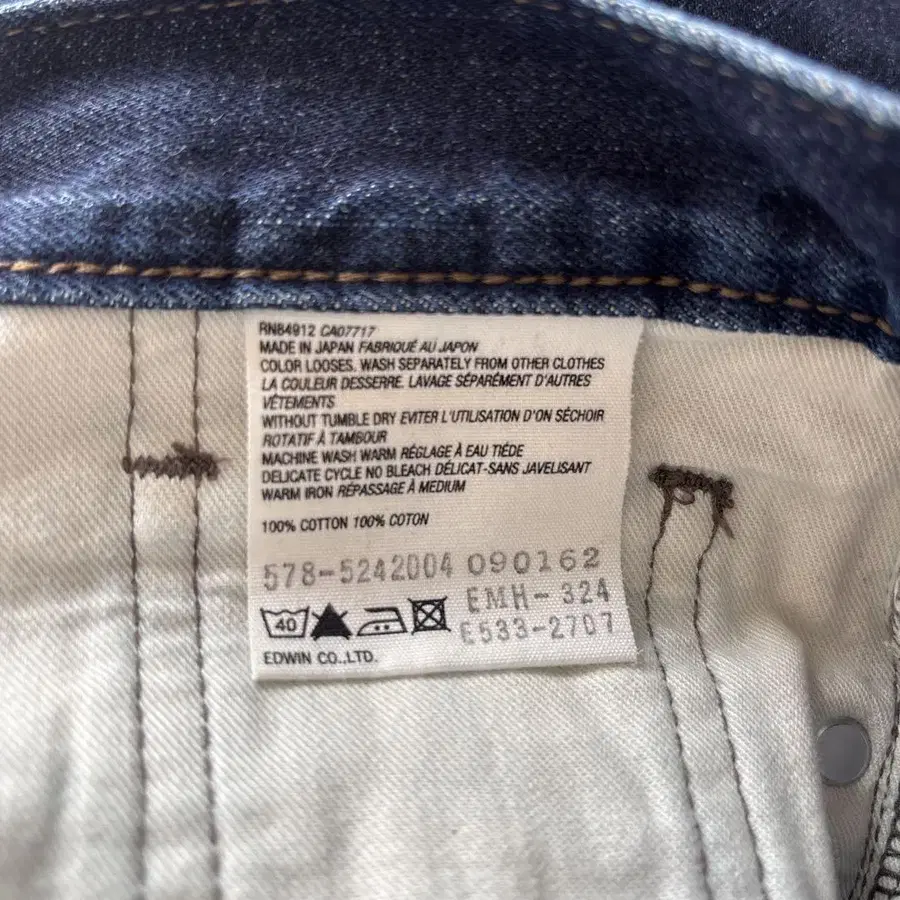 RN84912 CA07717
MADE IN JAPAN FABRIQUÉ AU JAPON
COLOR LOOSES. WASH SEPARATELY FROM OTHER CLOTHES
LA COULEUR DESSERRE. LAVAGE SÉPARÉMENT D'AUTRES
VÊTEMENTS
WITHOUT TUMBLE DRY EVITER L'UTILISATION D'ON SÉCHOIR
ROTATIF À TAMBOUR
MACHINE WASH WARM RÉGLAGE À EAU TIÉDE
DELICATE CYCLE NO BLEACH DÉLICAT-SANS JAVELISANT
WARM IRON RÉPASSAGE À MEDIUM
100% COTTON 100% COTON
578-5242004 090162
EMH-324
40
E533-2707
EDWIN CO.,LTD.